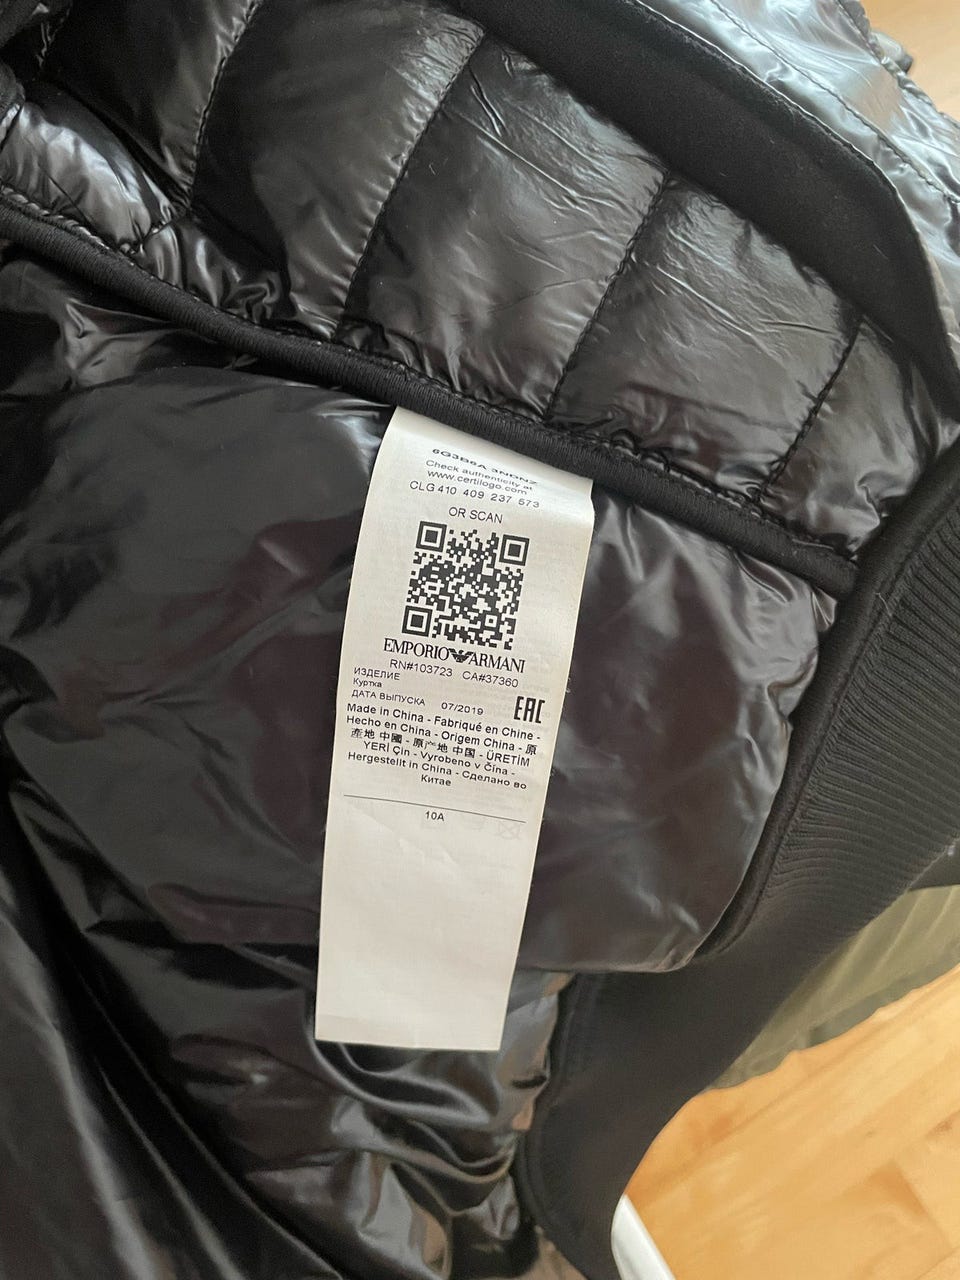 Check authenticity at
www.certilogo.com
CLG 410 409 237 573
OR SCAN
EMPORIO ARMANI
RN#103723 CA#37360
ИЗДЕЛИЕ
Куртка
ДАТА ВЫПУСКА 07/2019 EAC
Made in China - Fabriqué en Chine -
Hecho en China - Origem China - 原
產地 中國 - 原产地 中国 - ÜRETİM
YERİ Çin - Vyrobeno v Čína -
Hergestellt in China - Сделано во
Китае
10A